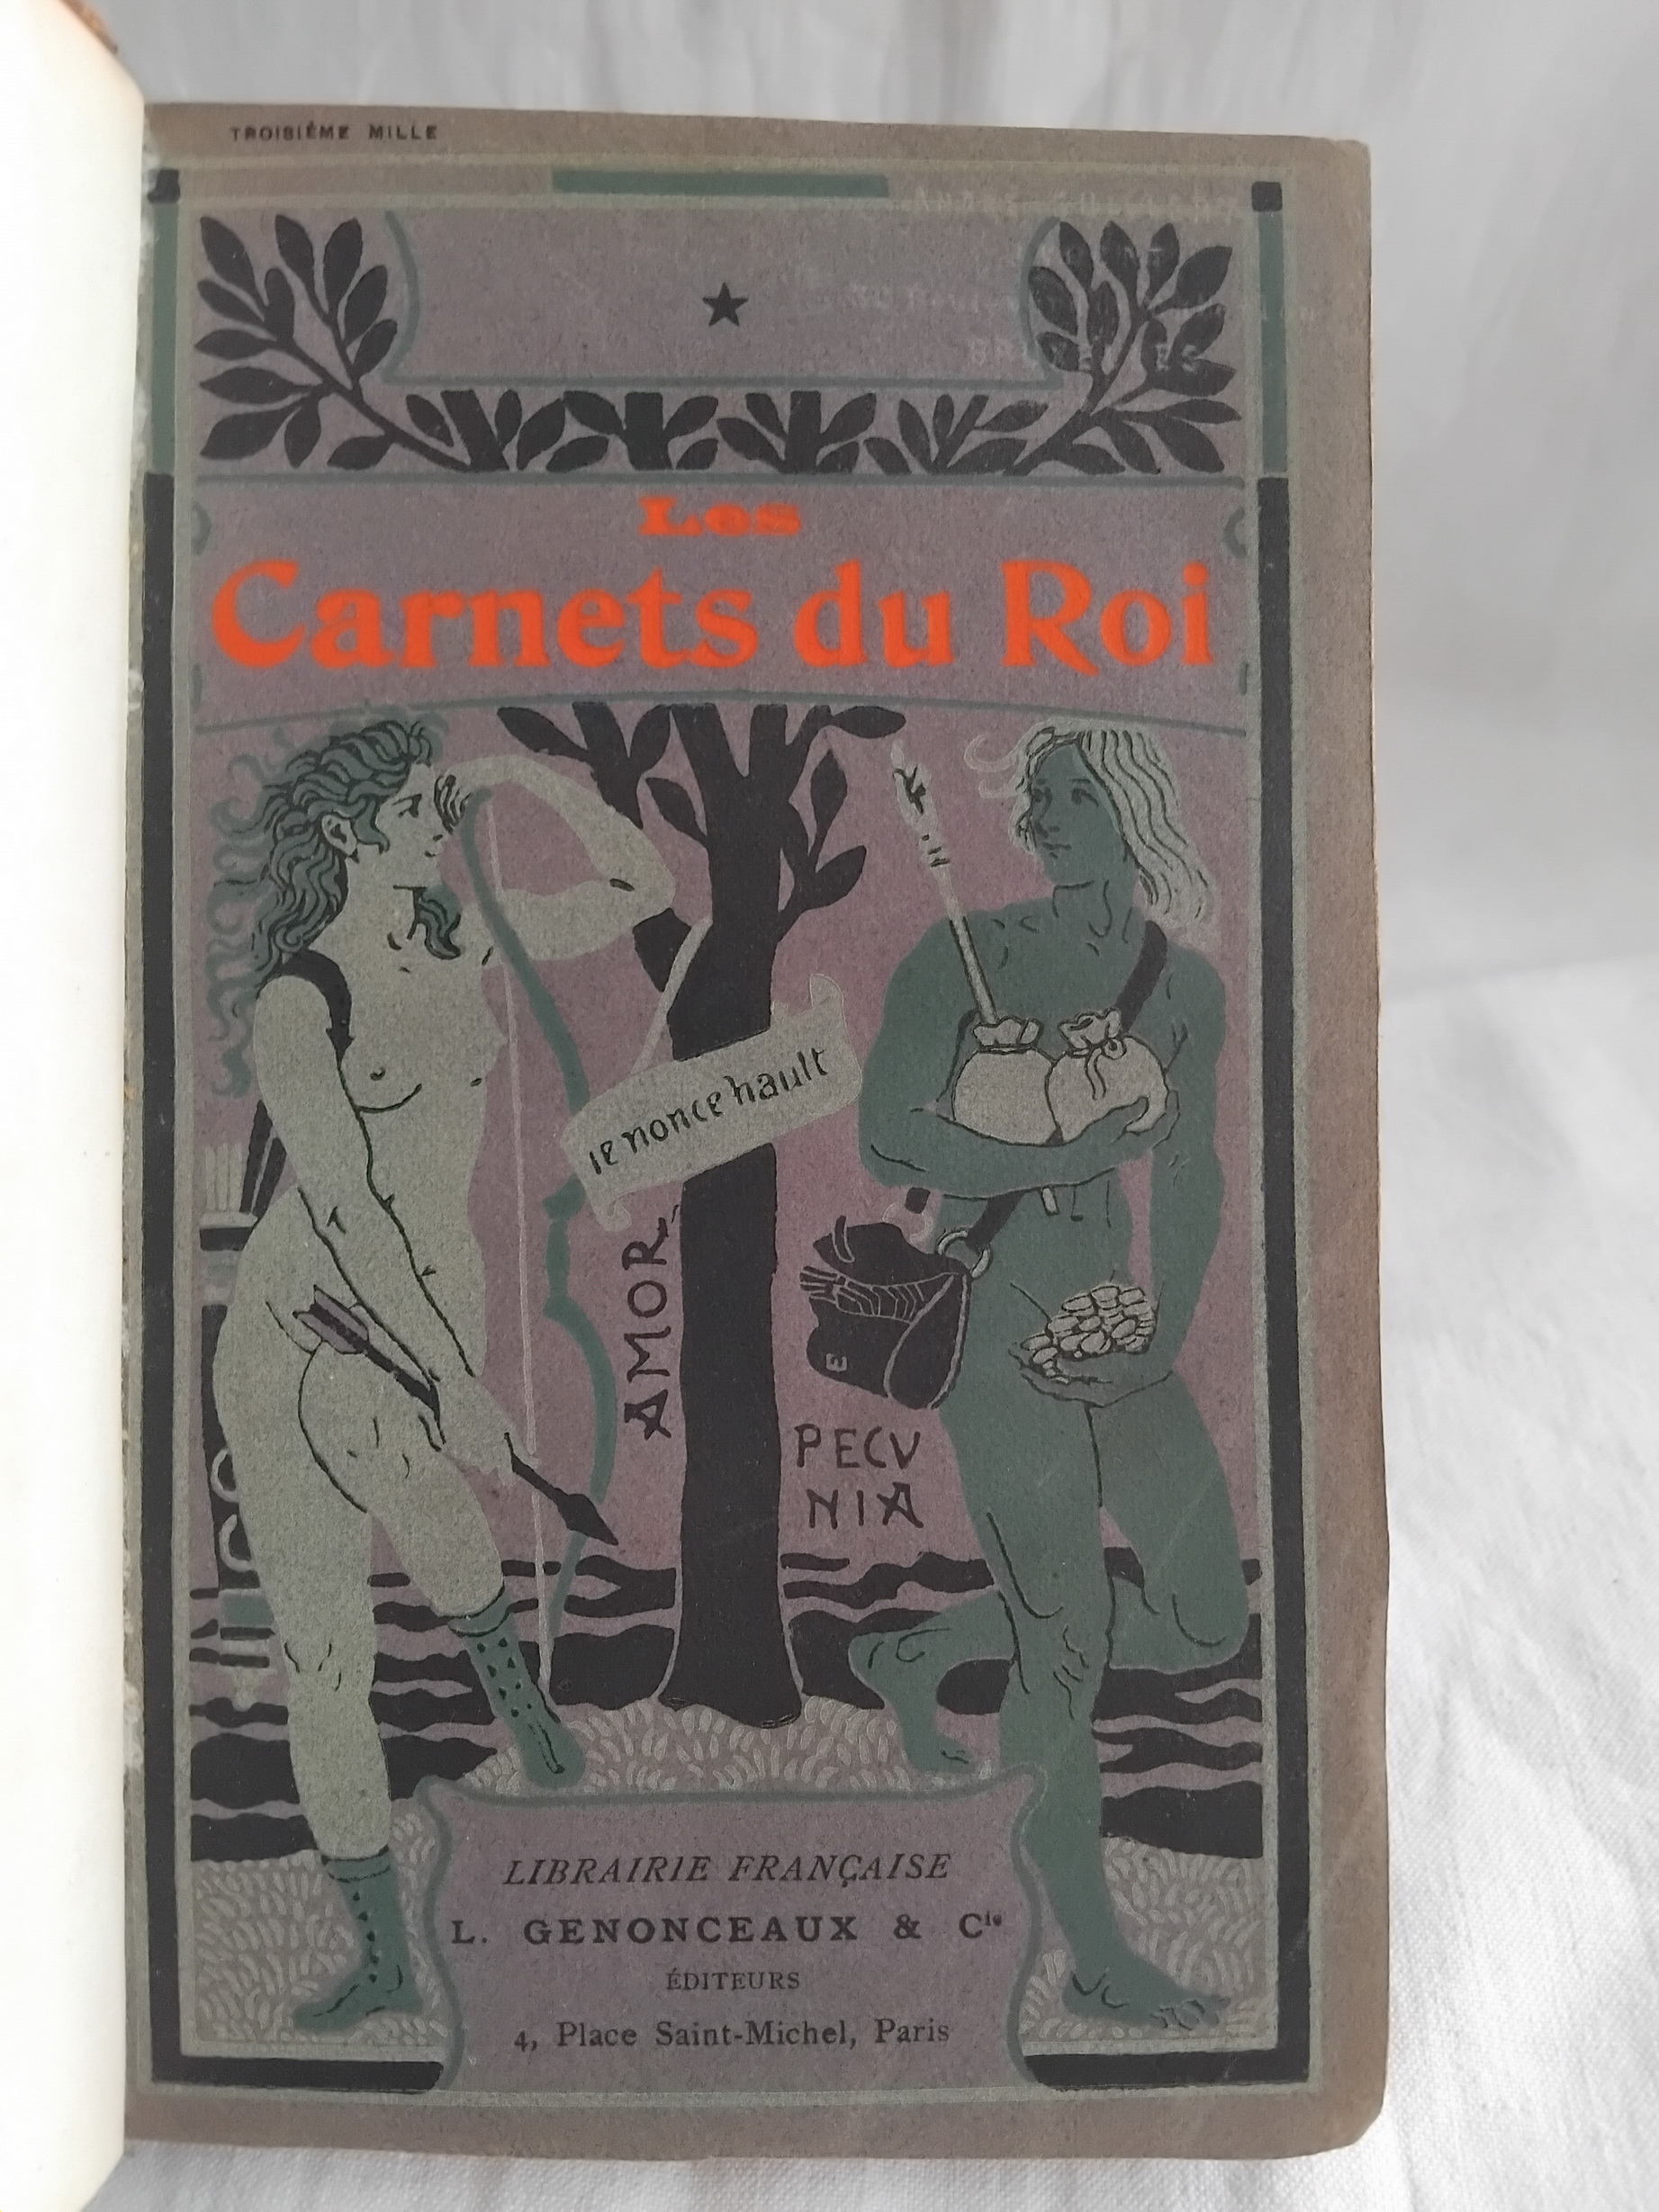 TROISIÈME MILLE
Les
Carnets du Roi
ie nonce hault
AMOR
PECV
NIA
E
LIBRAIRIE FRANÇAISE
L. GENONCEAUX & Cie
ÉDITEURS
4, Place Saint-Michel, Paris